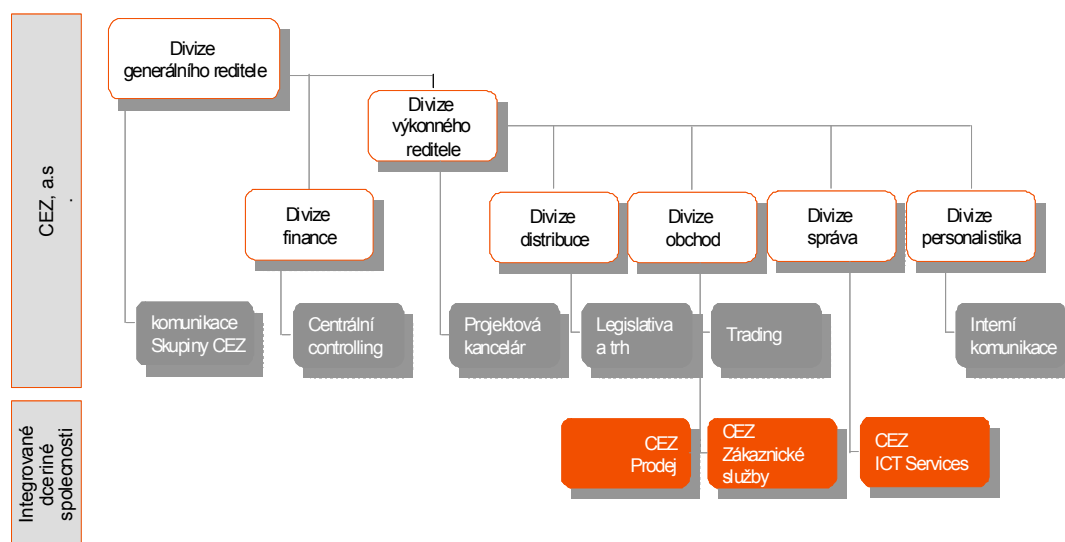 CEZ, a.s
.
Divize
generálního reditele
Divize
výkonného
reditele
Divize
finance
Divize
distribuce
Divize
obchod
Divize
správa
Divize
personalistika
komunikace
Skupiny CEZ
Centrální
controlling
Projektová
kancelár
Legislativa
a trh
Trading
Interní
komunikace
Integrované
dceriné
spolecnosti
CEZ
Prodej
CEZ
Zákaznické
služby
CEZ
ICT Services